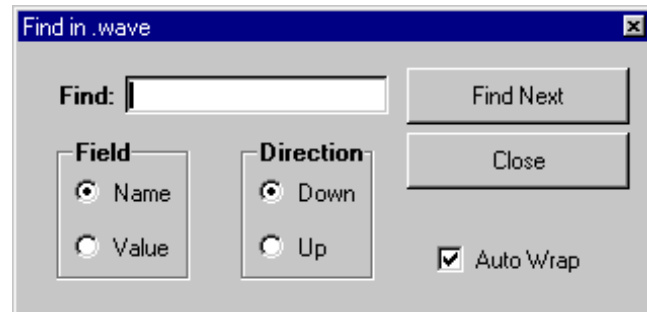 Find in .wave
Find:
Find Next
Close
Field
Name
Value
Direction
Down
Up
Auto Wrap